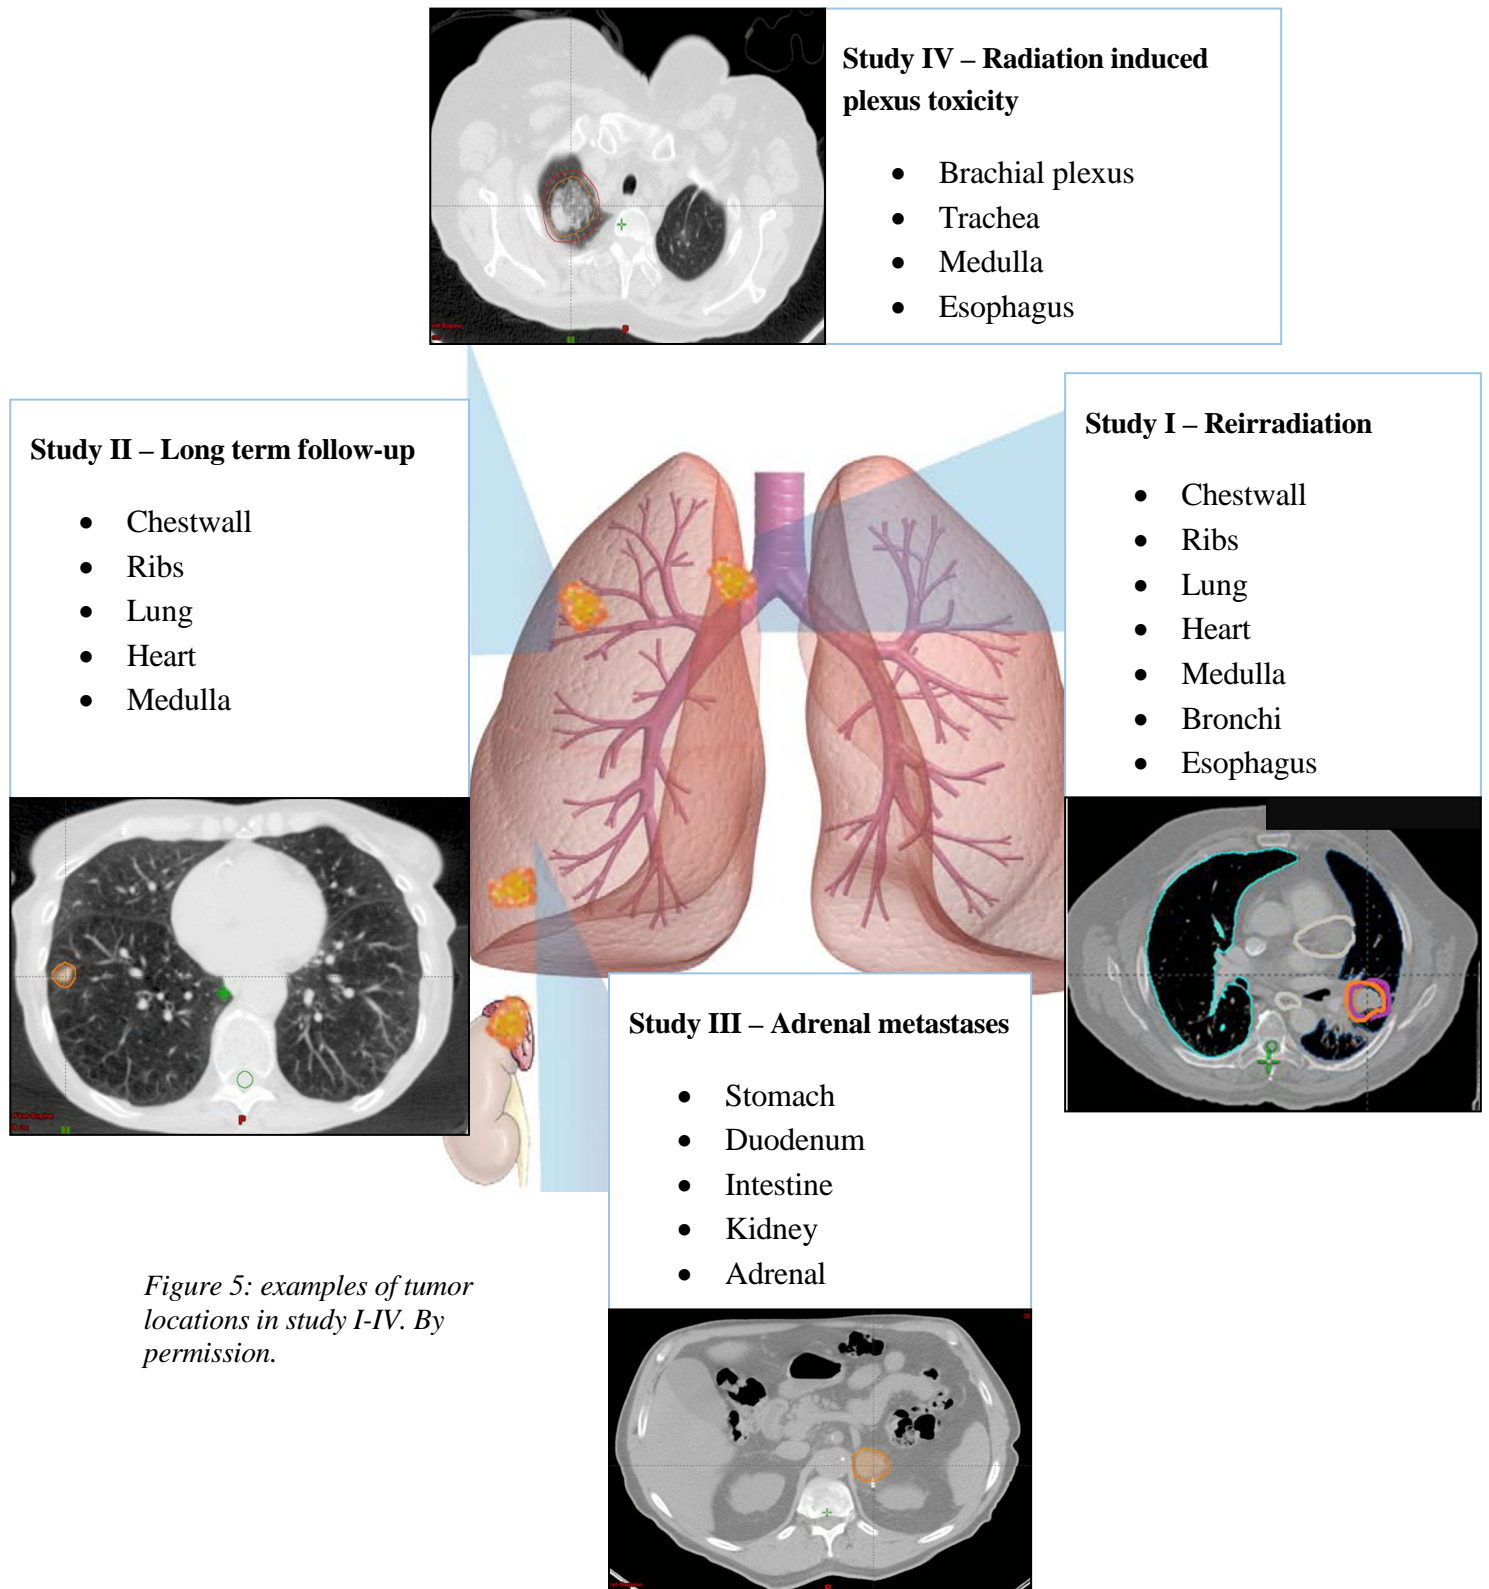 Study IV – Radiation induced
plexus toxicity
• Brachial plexus
• Trachea
• Medulla
• Esophagus
Study II – Long term follow-up
• Chestwall
• Ribs
• Lung
• Heart
• Medulla
Study I – Reirradiation
• Chestwall
• Ribs
• Lung
• Heart
• Medulla
• Bronchi
• Esophagus
Study III – Adrenal metastases
• Stomach
• Duodenum
• Intestine
• Kidney
• Adrenal
Figure 5: examples of tumor
locations in study I-IV. By
permission.
P
P